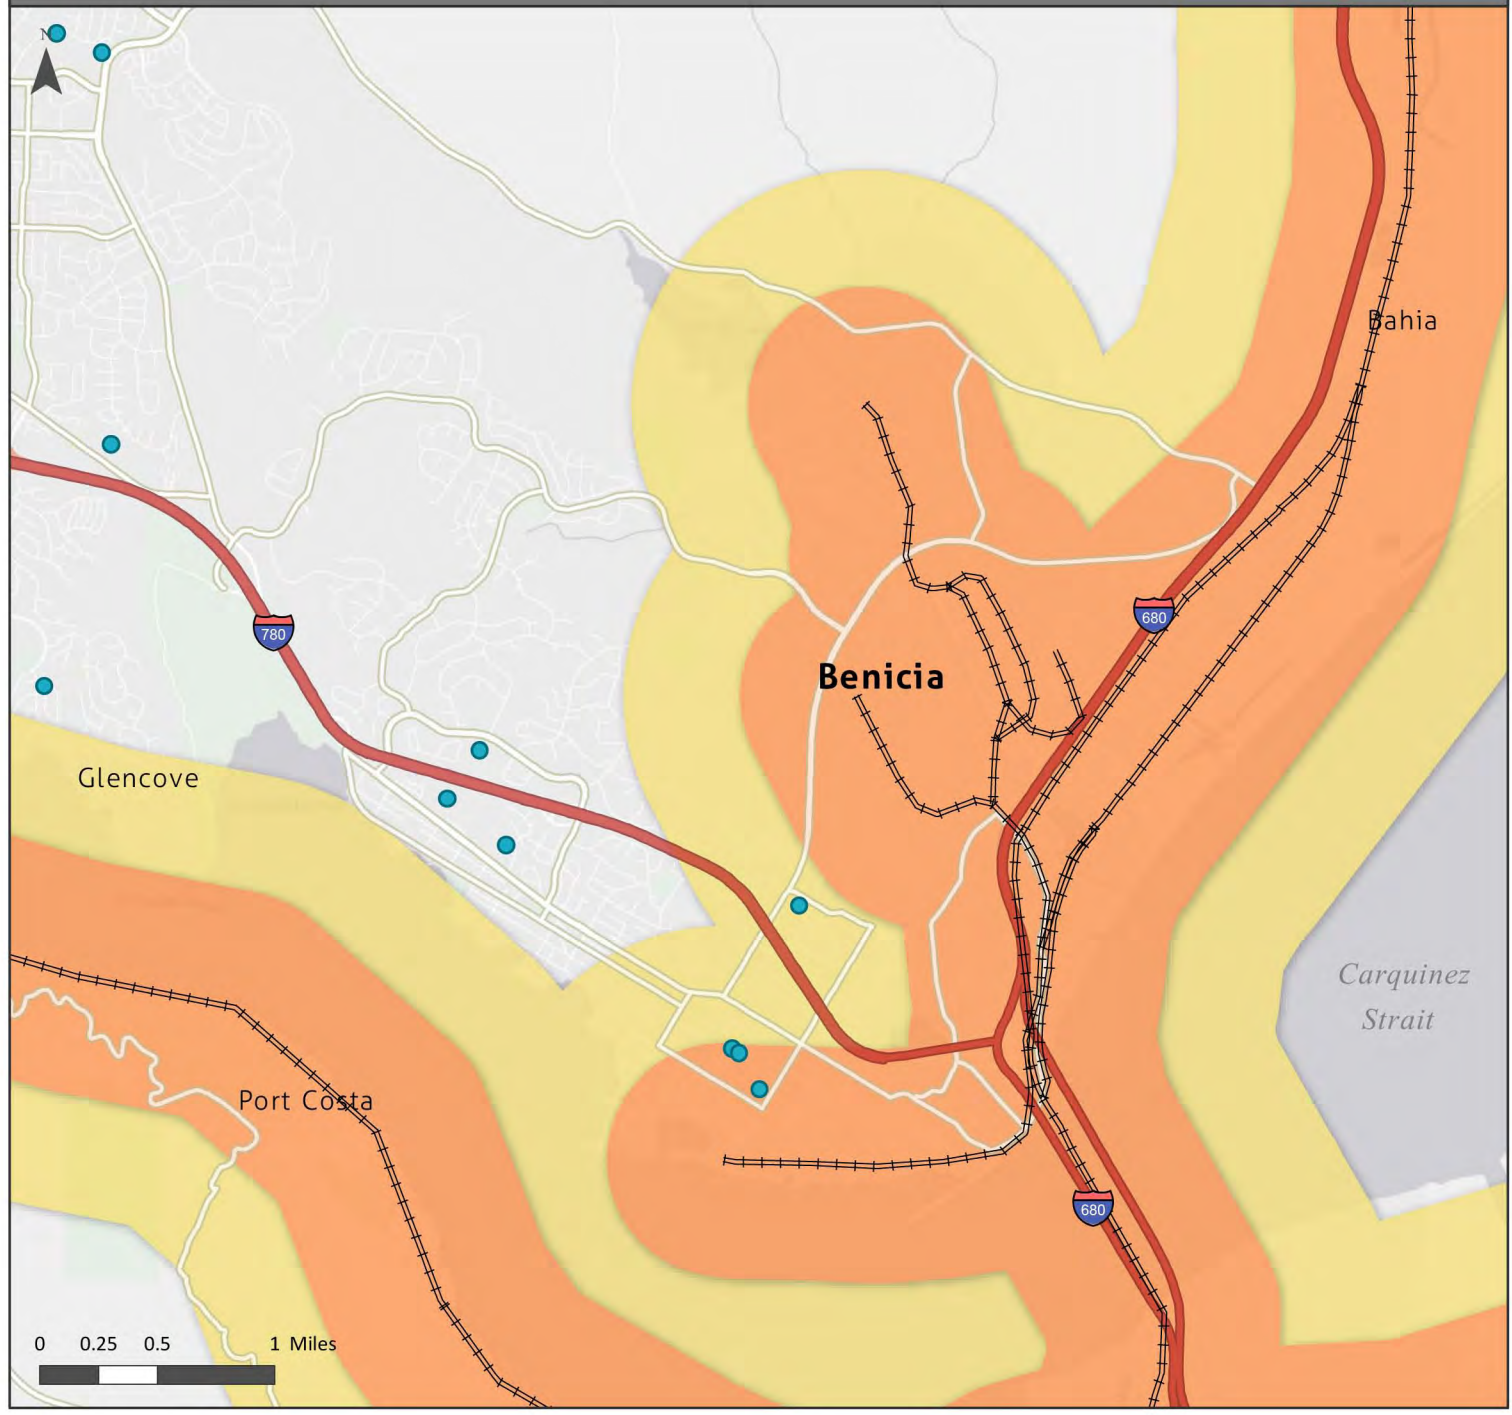 N
Bahia
780
680
Benicia
Glencove
Carquinez
Strait
Port Costa
680
0 0.25 0.5 1 Miles